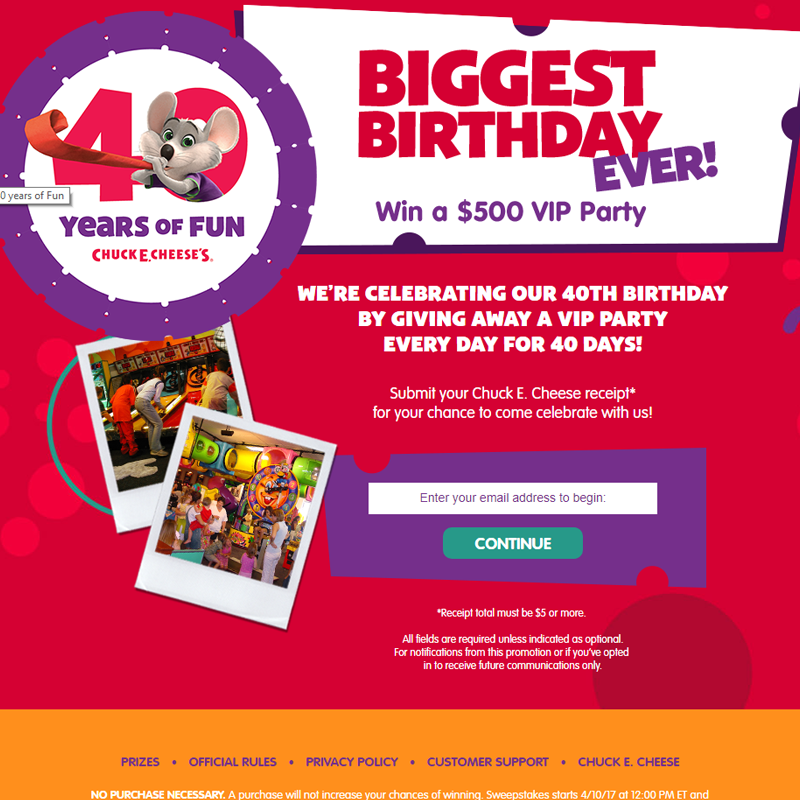 40
YeaRS OF FUN
CHUCK E. CHEESE'S®
0 years of Fun
BIGGEST
BIRTHDAY
EVER!
Win a $500 VIP Party
WE'RE CELEBRATING OUR 40TH BIRTHDAY
BY GIVING AWAY A VIP PARTY
EVERY DAY FOR 40 DAYS!
Submit your Chuck E. Cheese receipt*
for your chance to come celebrate with us!
Enter your email address to begin:
CONTINUE
*Receipt total must be $5 or more.
All fields are required unless indicated as optional.
For notifications from this promotion or if you've opted
in to receive future communications only.
PRIZES • OFFICIAL RULES • PRIVACY POLICY • CUSTOMER SUPPORT • CHUCK E. CHEESE
NO PURCHASE NECESSARY. A purchase will not increase your chances of winning. Sweepstakes starts 4/10/17 at 12:00 PM ET and